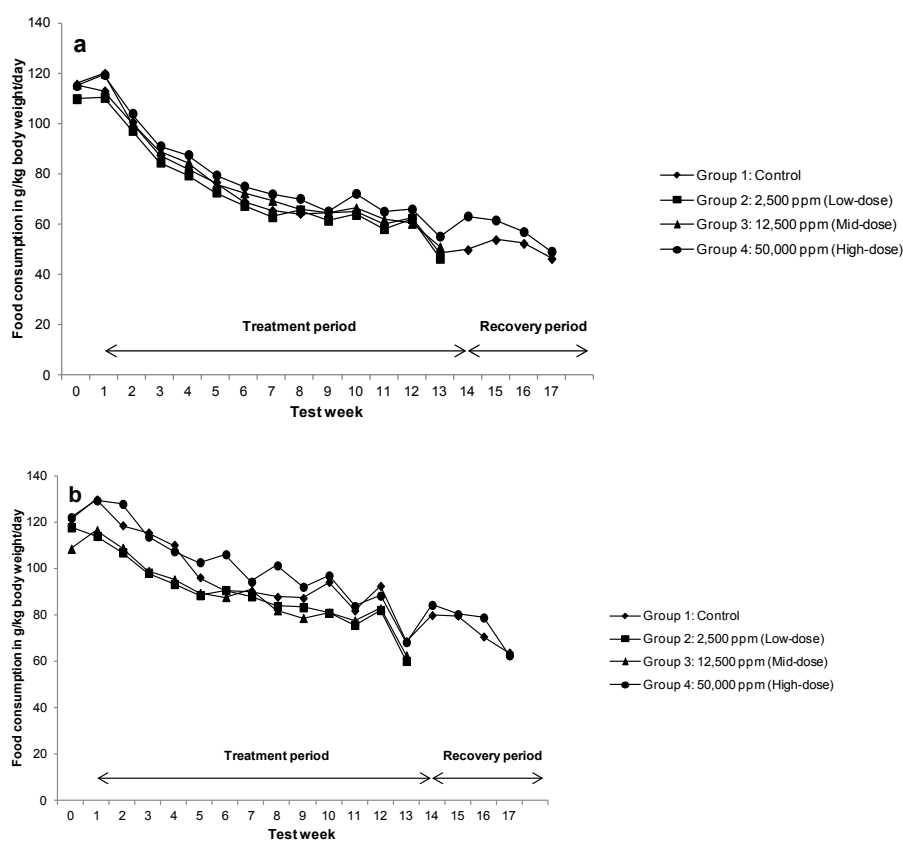 a
Food consumption in g/kg body weight/day
140
120
100
80
60
40
20
0
Treatment period
Recovery period
0 1 2 3 4 5 6 7 8 9 10 11 12 13 14 15 16 17
Test week
Group 1: Control
Group 2: 2,500 ppm (Low-dose)
Group 3: 12,500 ppm (Mid-dose)
Group 4: 50,000 ppm (High-dose)
b
Food consumption in g/kg body weight/day
140
120
100
80
60
40
20
0
Treatment period
Recovery period
0 1 2 3 4 5 6 7 8 9 10 11 12 13 14 15 16 17
Test week
Group 1: Control
Group 2: 2,500 ppm (Low-dose)
Group 3: 12,500 ppm (Mid-dose)
Group 4: 50,000 ppm (High-dose)